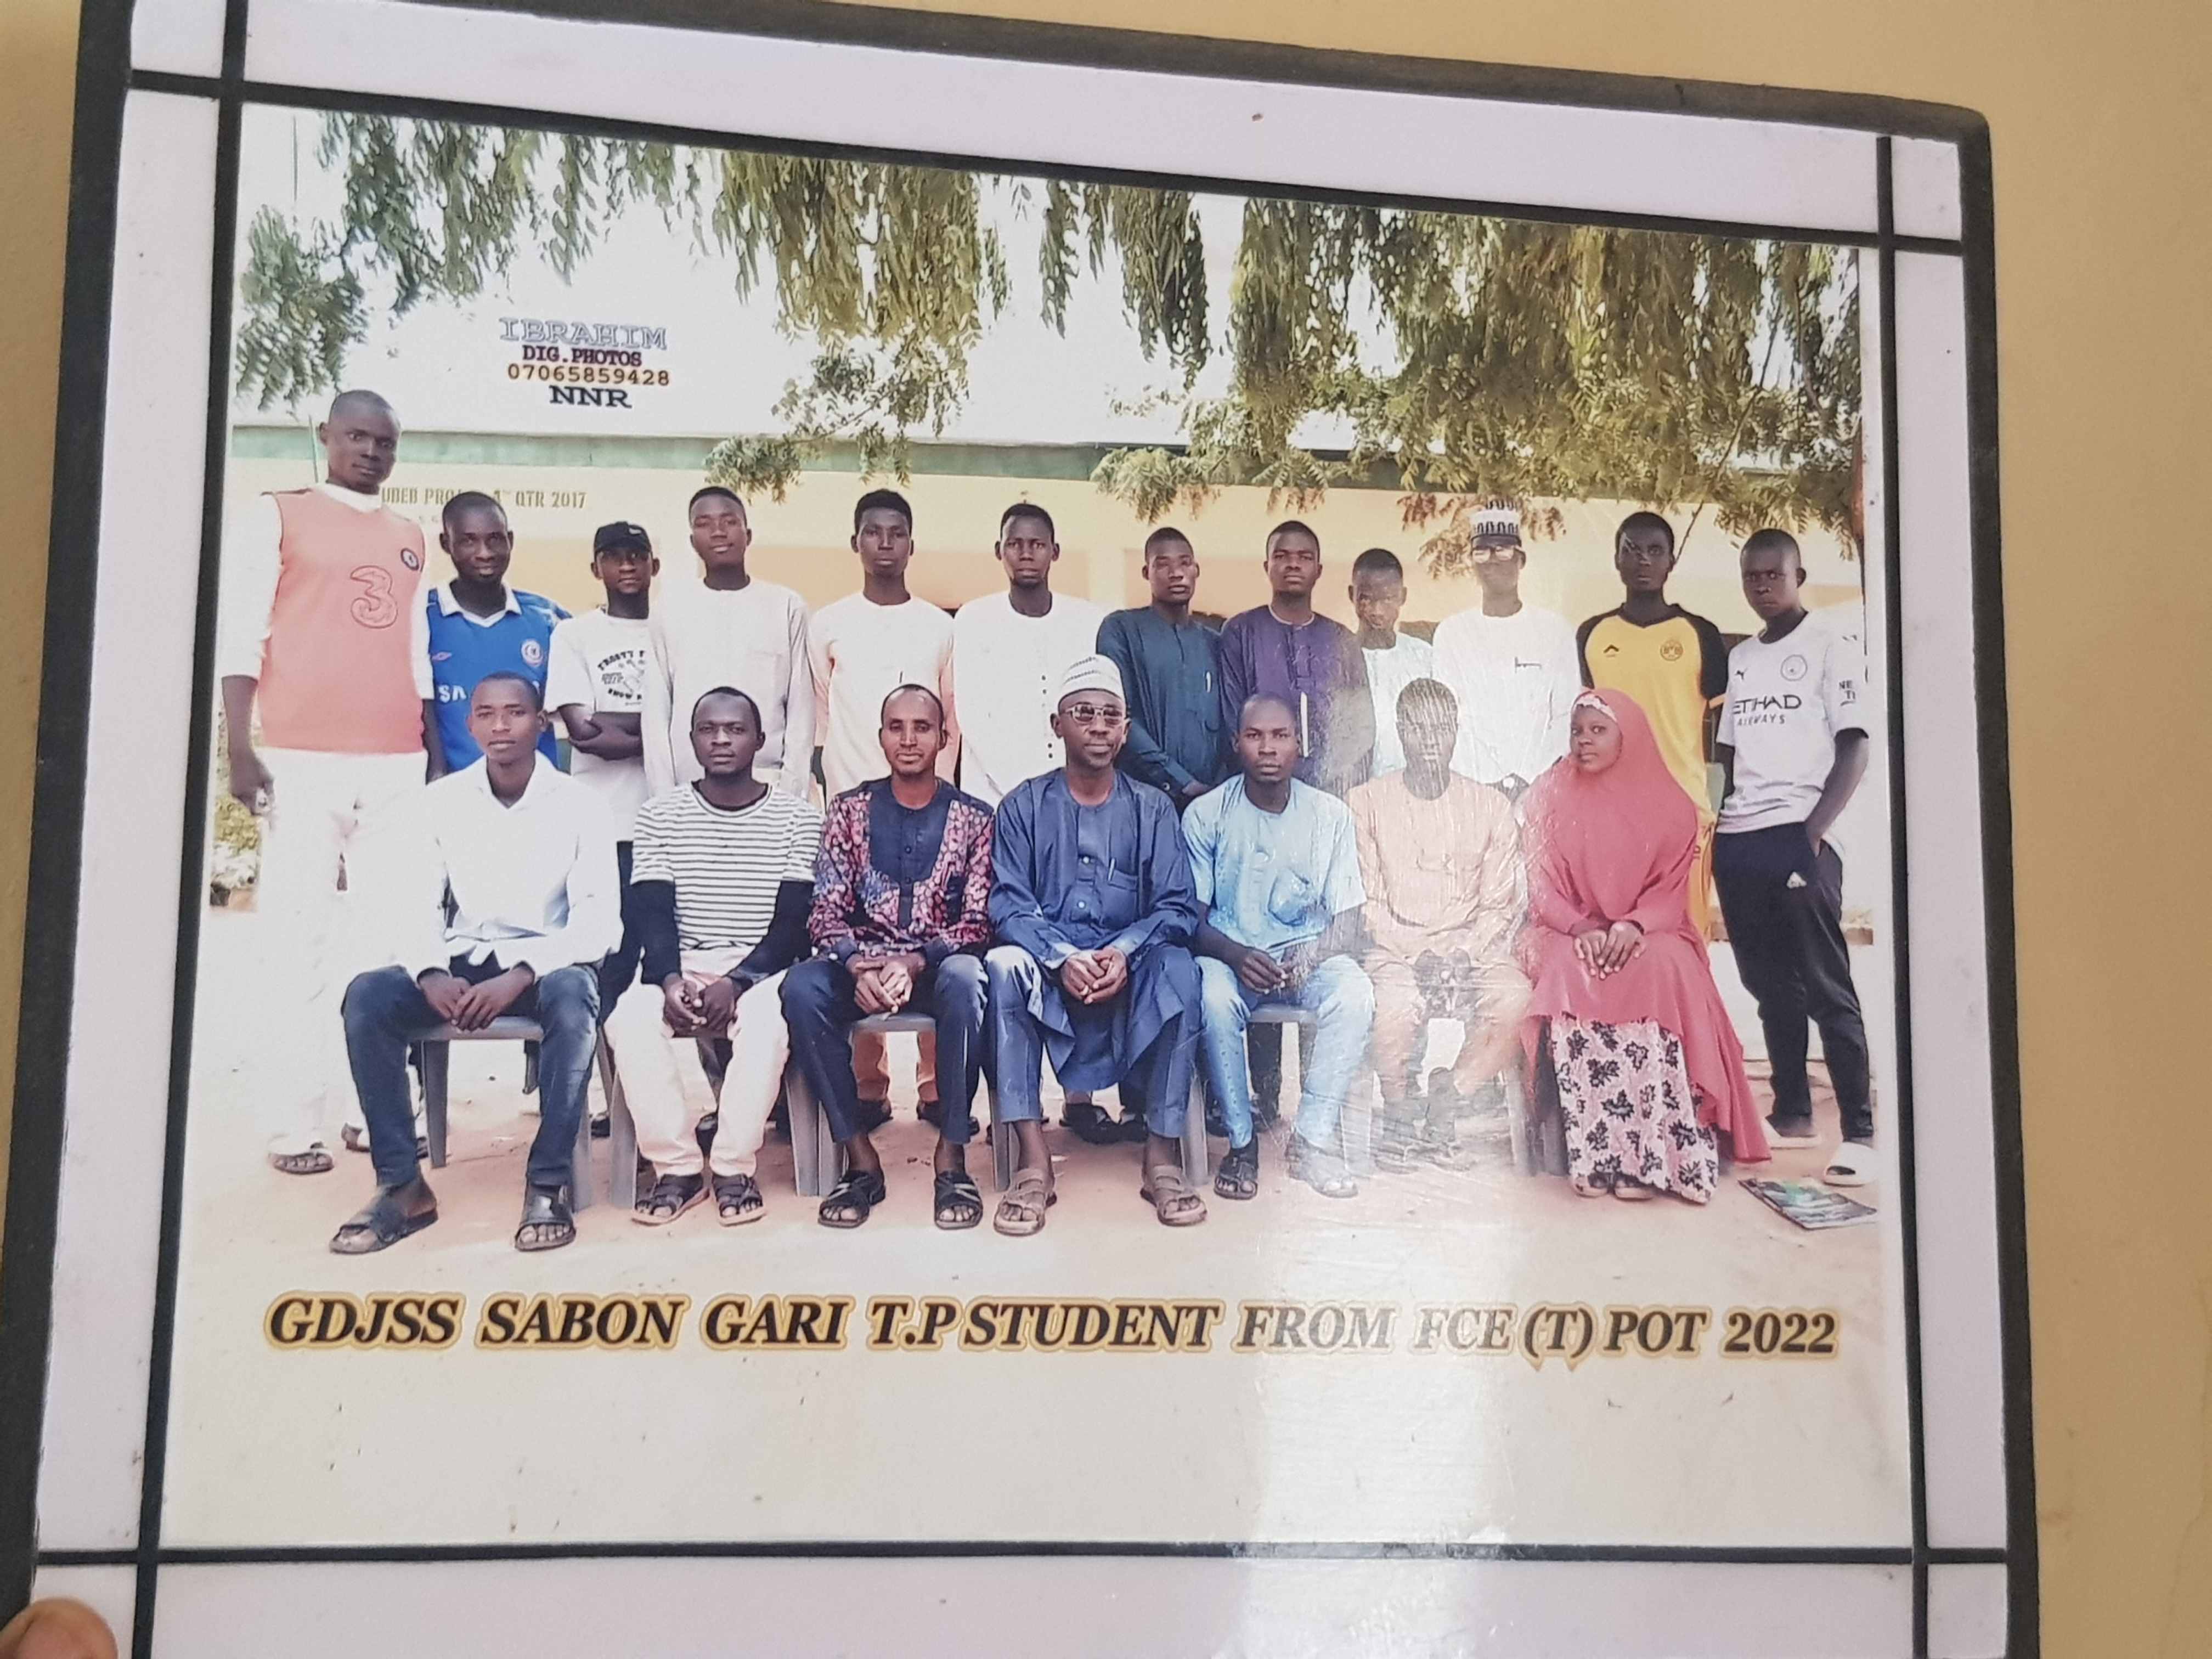 IBRAHIM
DIG.PHOTOS
07065859428
NNR
QTR 2017
3
SA
ETIHAD
AIRWAYS
GDJSS SABON GARI T.P STUDENT FROM FCE (T) POT 2022